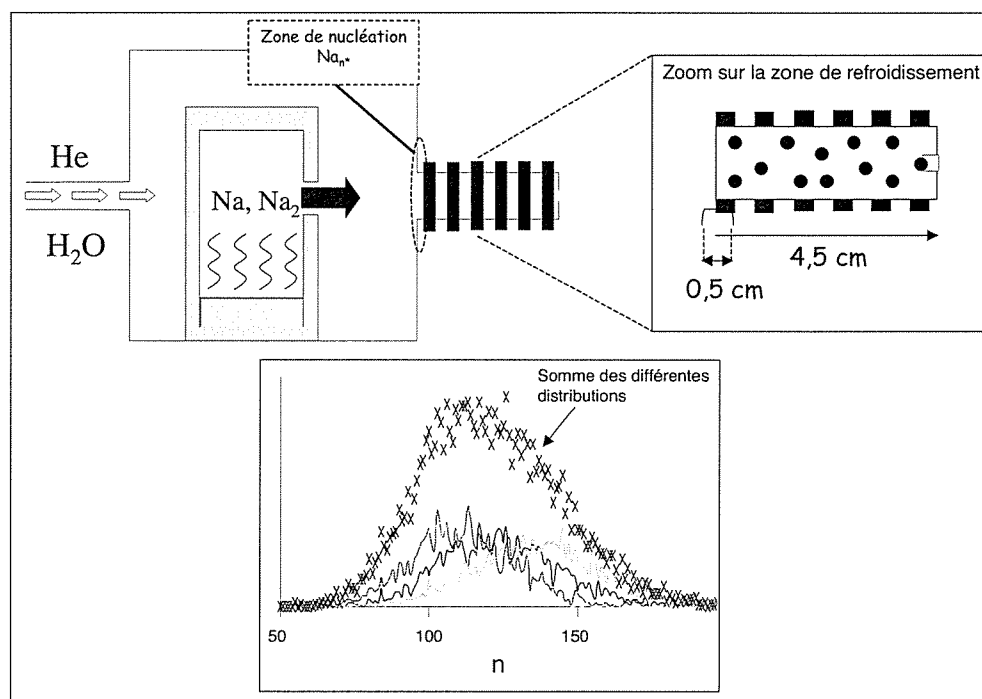 Zone de nucléation
Na_n*
Zoom sur la zone de refroidissement
He
H₂O
Na, Na₂
4,5 cm
0,5 cm
Somme des différentes
distributions
50
100
150
n